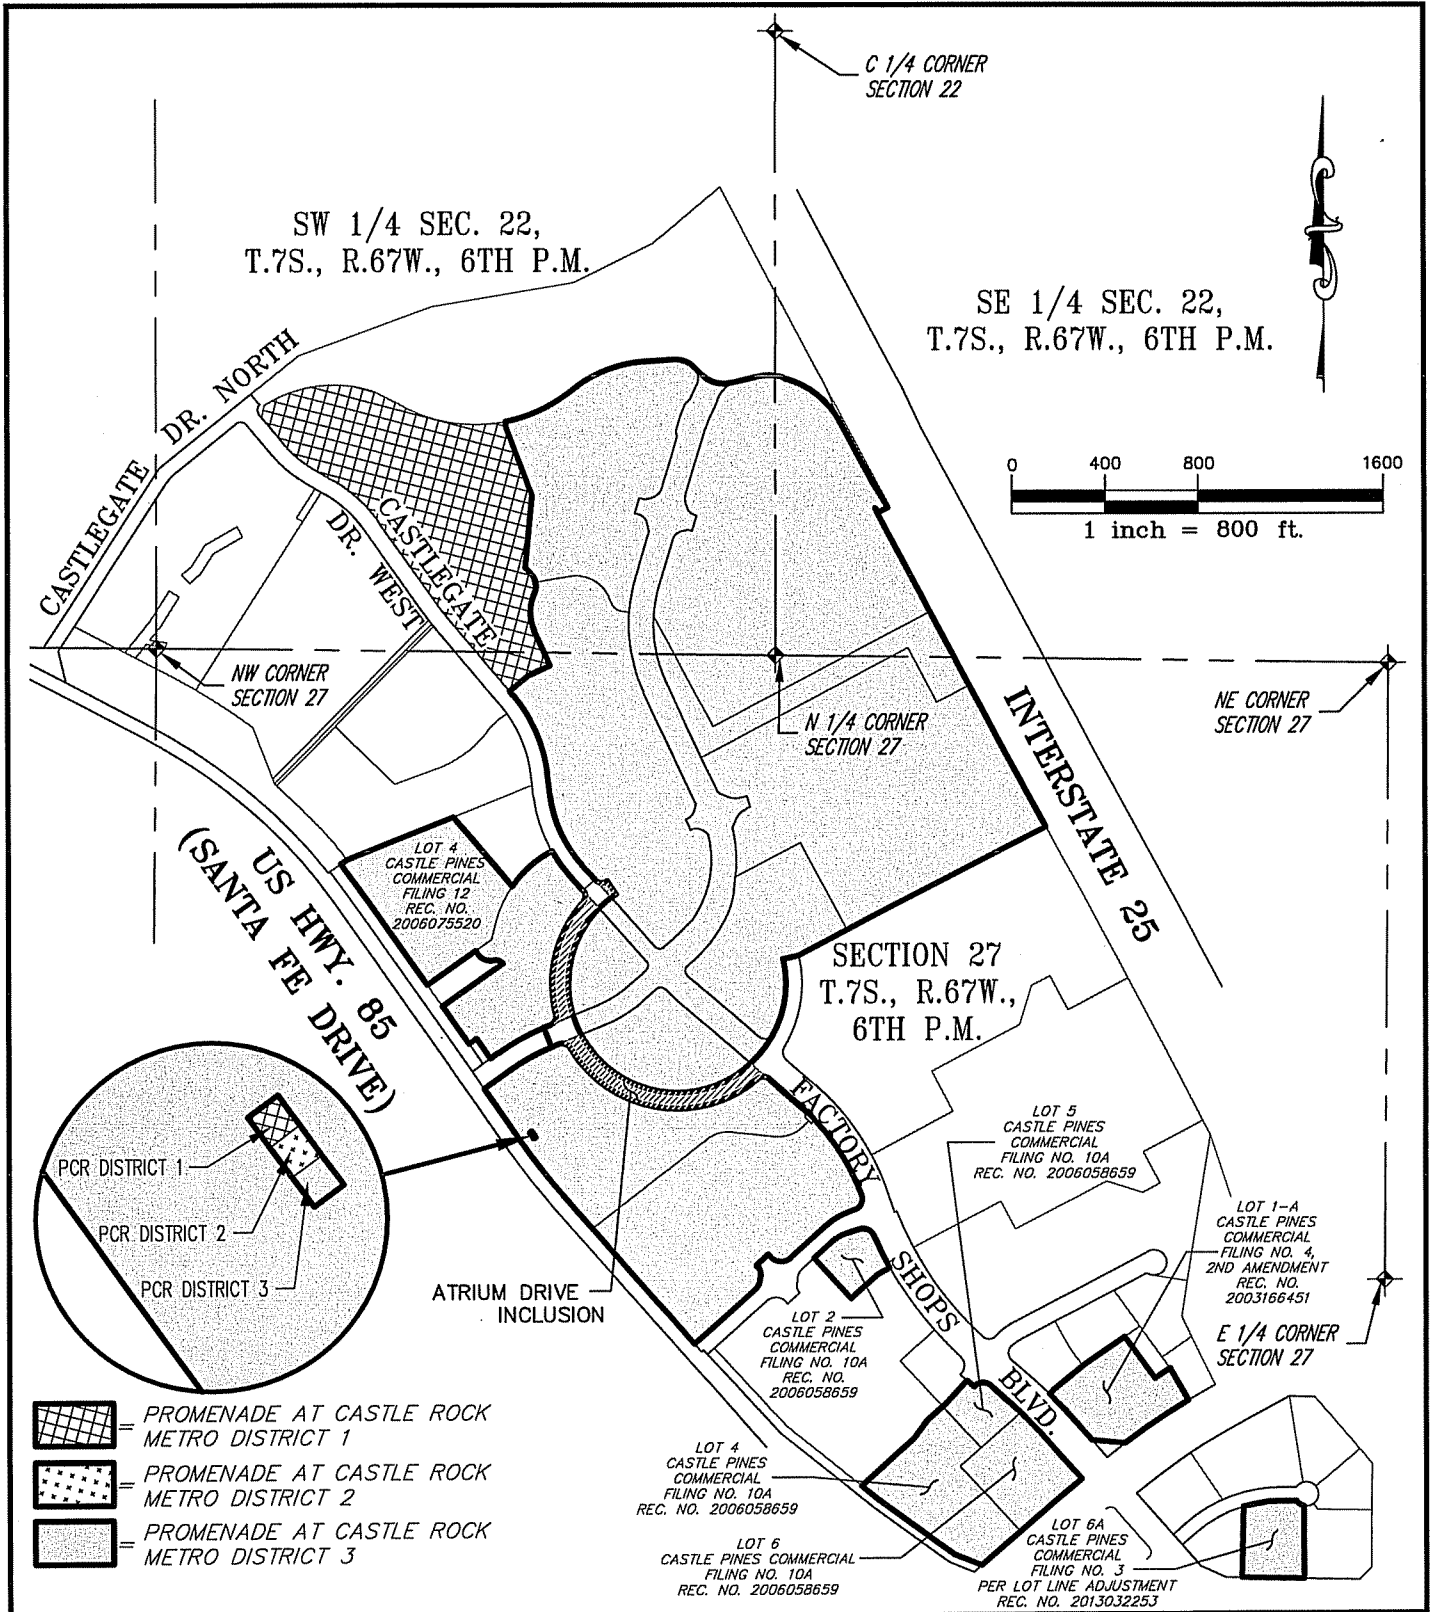 C 1/4 CORNER
SECTION 22
SW 1/4 SEC. 22,
T.7S., R.67W., 6TH P.M.
SE 1/4 SEC. 22,
T.7S., R.67W., 6TH P.M.
0 400 800 1600
1 inch = 800 ft.
CASTLEGATE DR. NORTH
CASTLEGATE
DR. WEST
NW CORNER
SECTION 27
N 1/4 CORNER
SECTION 27
NE CORNER
SECTION 27
INTERSTATE 25
US HWY. 85
(SANTA FE DRIVE)
LOT 4
CASTLE PINES
COMMERCIAL
FILING 12
REC. NO.
2006075520
SECTION 27
T.7S., R.67W.,
6TH P.M.
FACTORY SHOPS BLVD.
LOT 5
CASTLE PINES
COMMERCIAL
FILING NO. 10A
REC. NO. 2006058659
LOT 1-A
CASTLE PINES
COMMERCIAL
FILING NO. 4,
2ND AMENDMENT
REC. NO.
2003166451
E 1/4 CORNER
SECTION 27
PCR DISTRICT 1
PCR DISTRICT 2
PCR DISTRICT 3
ATRIUM DRIVE
INCLUSION
LOT 2
CASTLE PINES
COMMERCIAL
FILING NO. 10A
REC. NO.
2006058659
LOT 4
CASTLE PINES
COMMERCIAL
FILING NO. 10A
REC. NO. 2006058659
LOT 6
CASTLE PINES COMMERCIAL
FILING NO. 10A
REC. NO. 2006058659
LOT 6A
CASTLE PINES
COMMERCIAL
FILING NO. 3
PER LOT LINE ADJUSTMENT
REC. NO. 2013032253
= PROMENADE AT CASTLE ROCK
METRO DISTRICT 1
= PROMENADE AT CASTLE ROCK
METRO DISTRICT 2
= PROMENADE AT CASTLE ROCK
METRO DISTRICT 3